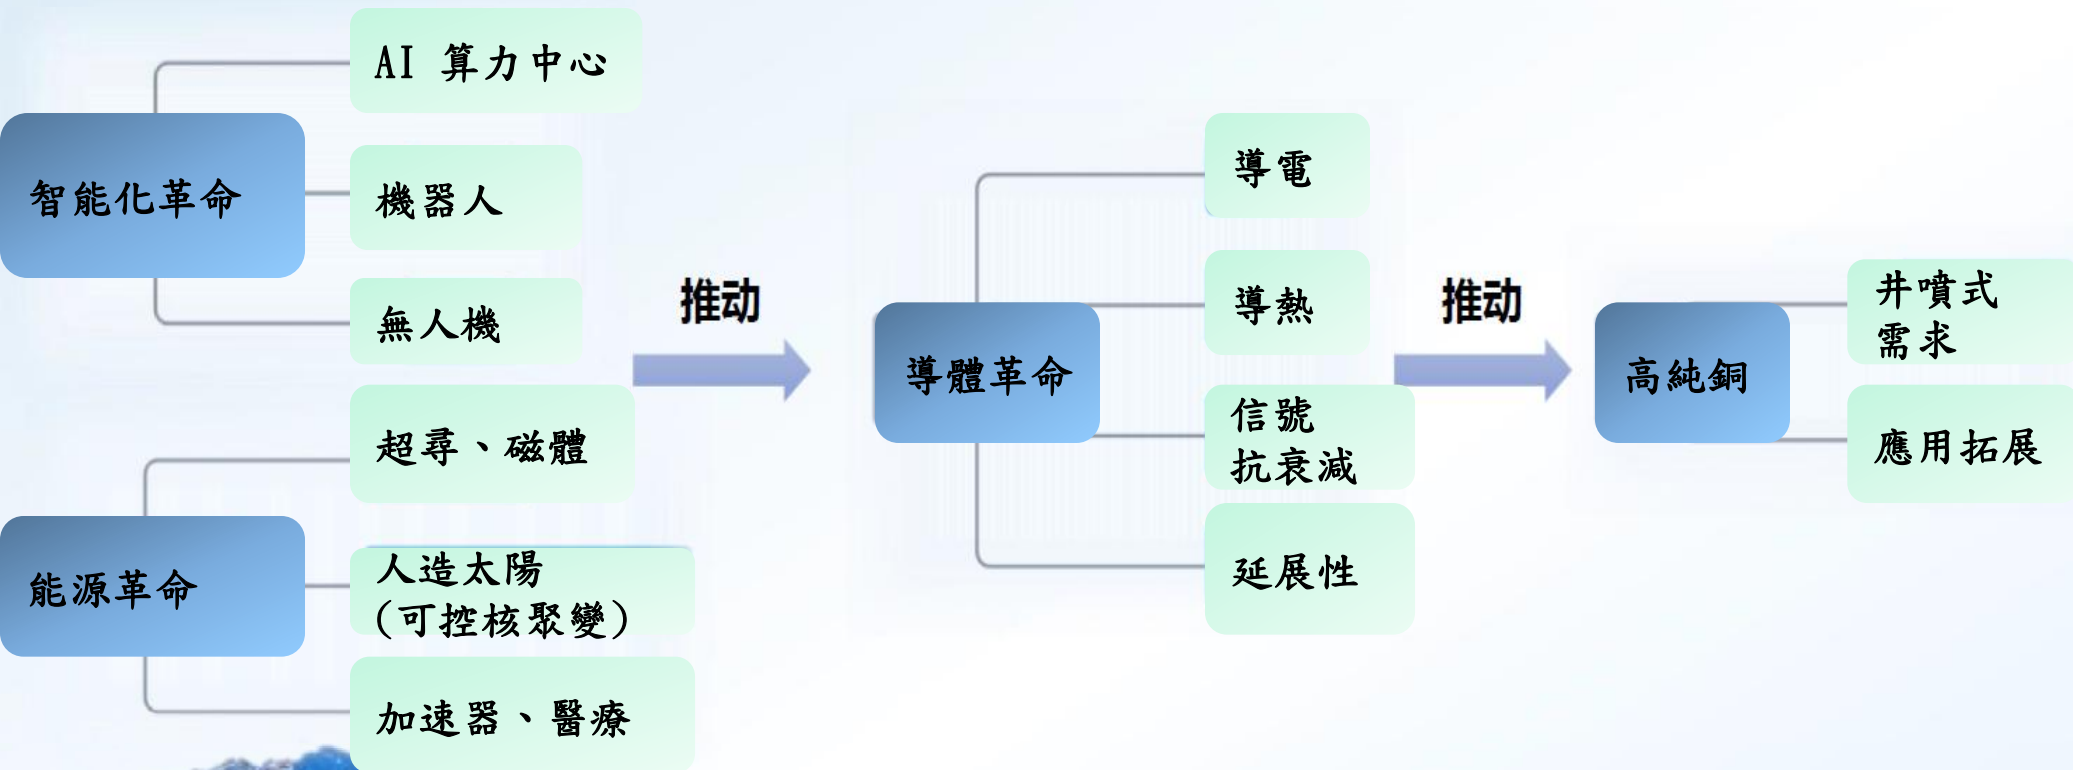 AI 算力中心
智能化革命
機器人
無人機
超尋、磁體
能源革命
人造太陽
(可控核聚變)
加速器、醫療
推动
導體革命
導電
導熱
信號
抗衰減
延展性
推动
高純銅
井噴式
需求
應用拓展